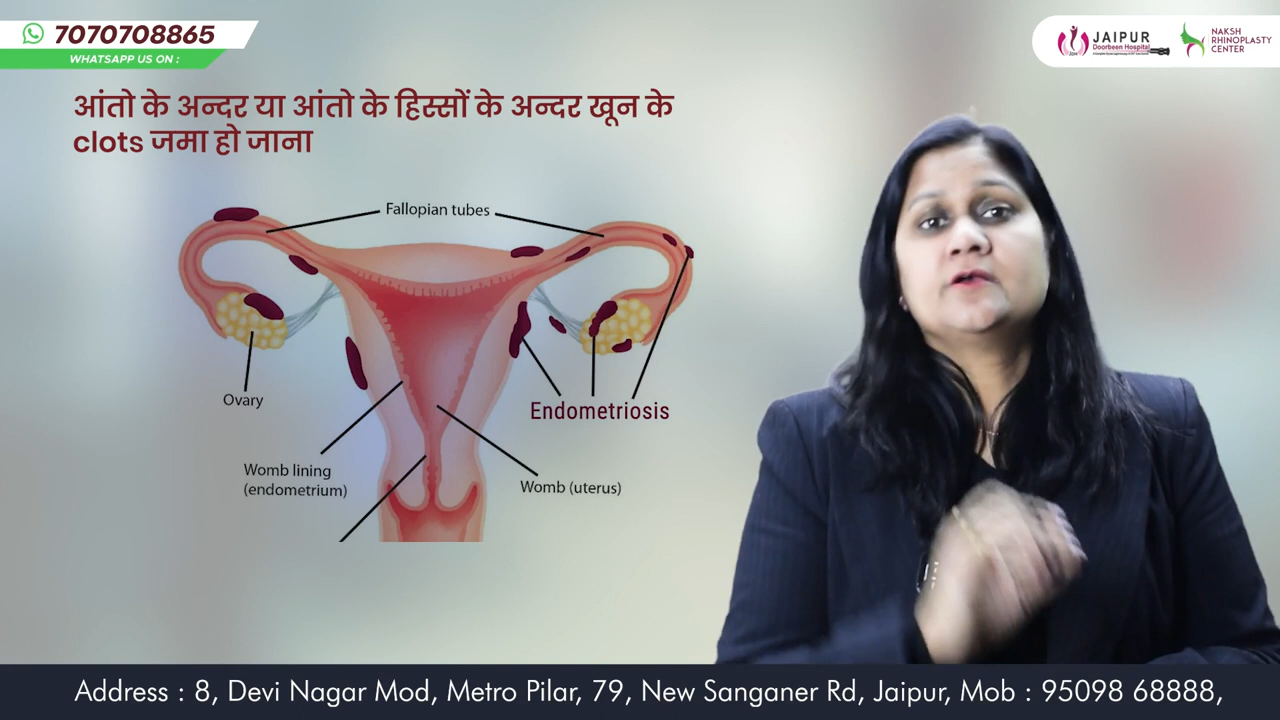 7070708865
WHATSAPP US ON :
JAIPUR
Doorbeen Hospital
NAKSH
RHINOPLASTY
CENTER
आंतो के अन्दर या आंतो के हिस्सों के अन्दर खून के
clots जमा हो जाना
Fallopian tubes
Ovary
Endometriosis
Womb lining
(endometrium)
Womb (uterus)
Address : 8, Devi Nagar Mod, Metro Pilar, 79, New Sanganer Rd, Jaipur, Mob : 95098 68888,